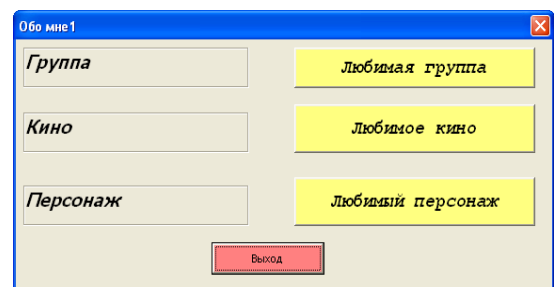 Обо мне1
Группа
Любимая группа
Кино
Любимое кино
Персонаж
Любимый персонаж
Выход